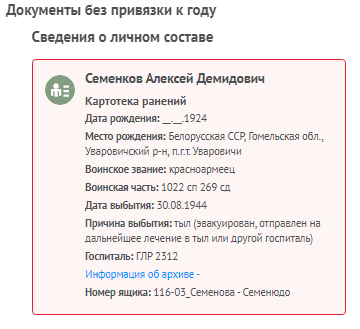 Документы без привязки к году
Сведения о личном составе
Семенков Алексей Демидович
Картотека ранений
Дата рождения: __.__.1924
Место рождения: Белорусская ССР, Гомельская обл.,
Уваровичский р-н, п.г.т. Уваровичи
Воинское звание: красноармеец
Воинская часть: 1022 сп 269 сд
Дата выбытия: 30.08.1944
Причина выбытия: тыл (эвакуирован, отправлен на
дальнейшее лечение в тыл или другой госпиталь)
Госпиталь: ГЛР 2312
Информация об архиве -
Номер ящика: 116-03_Семенова - Семенюдо